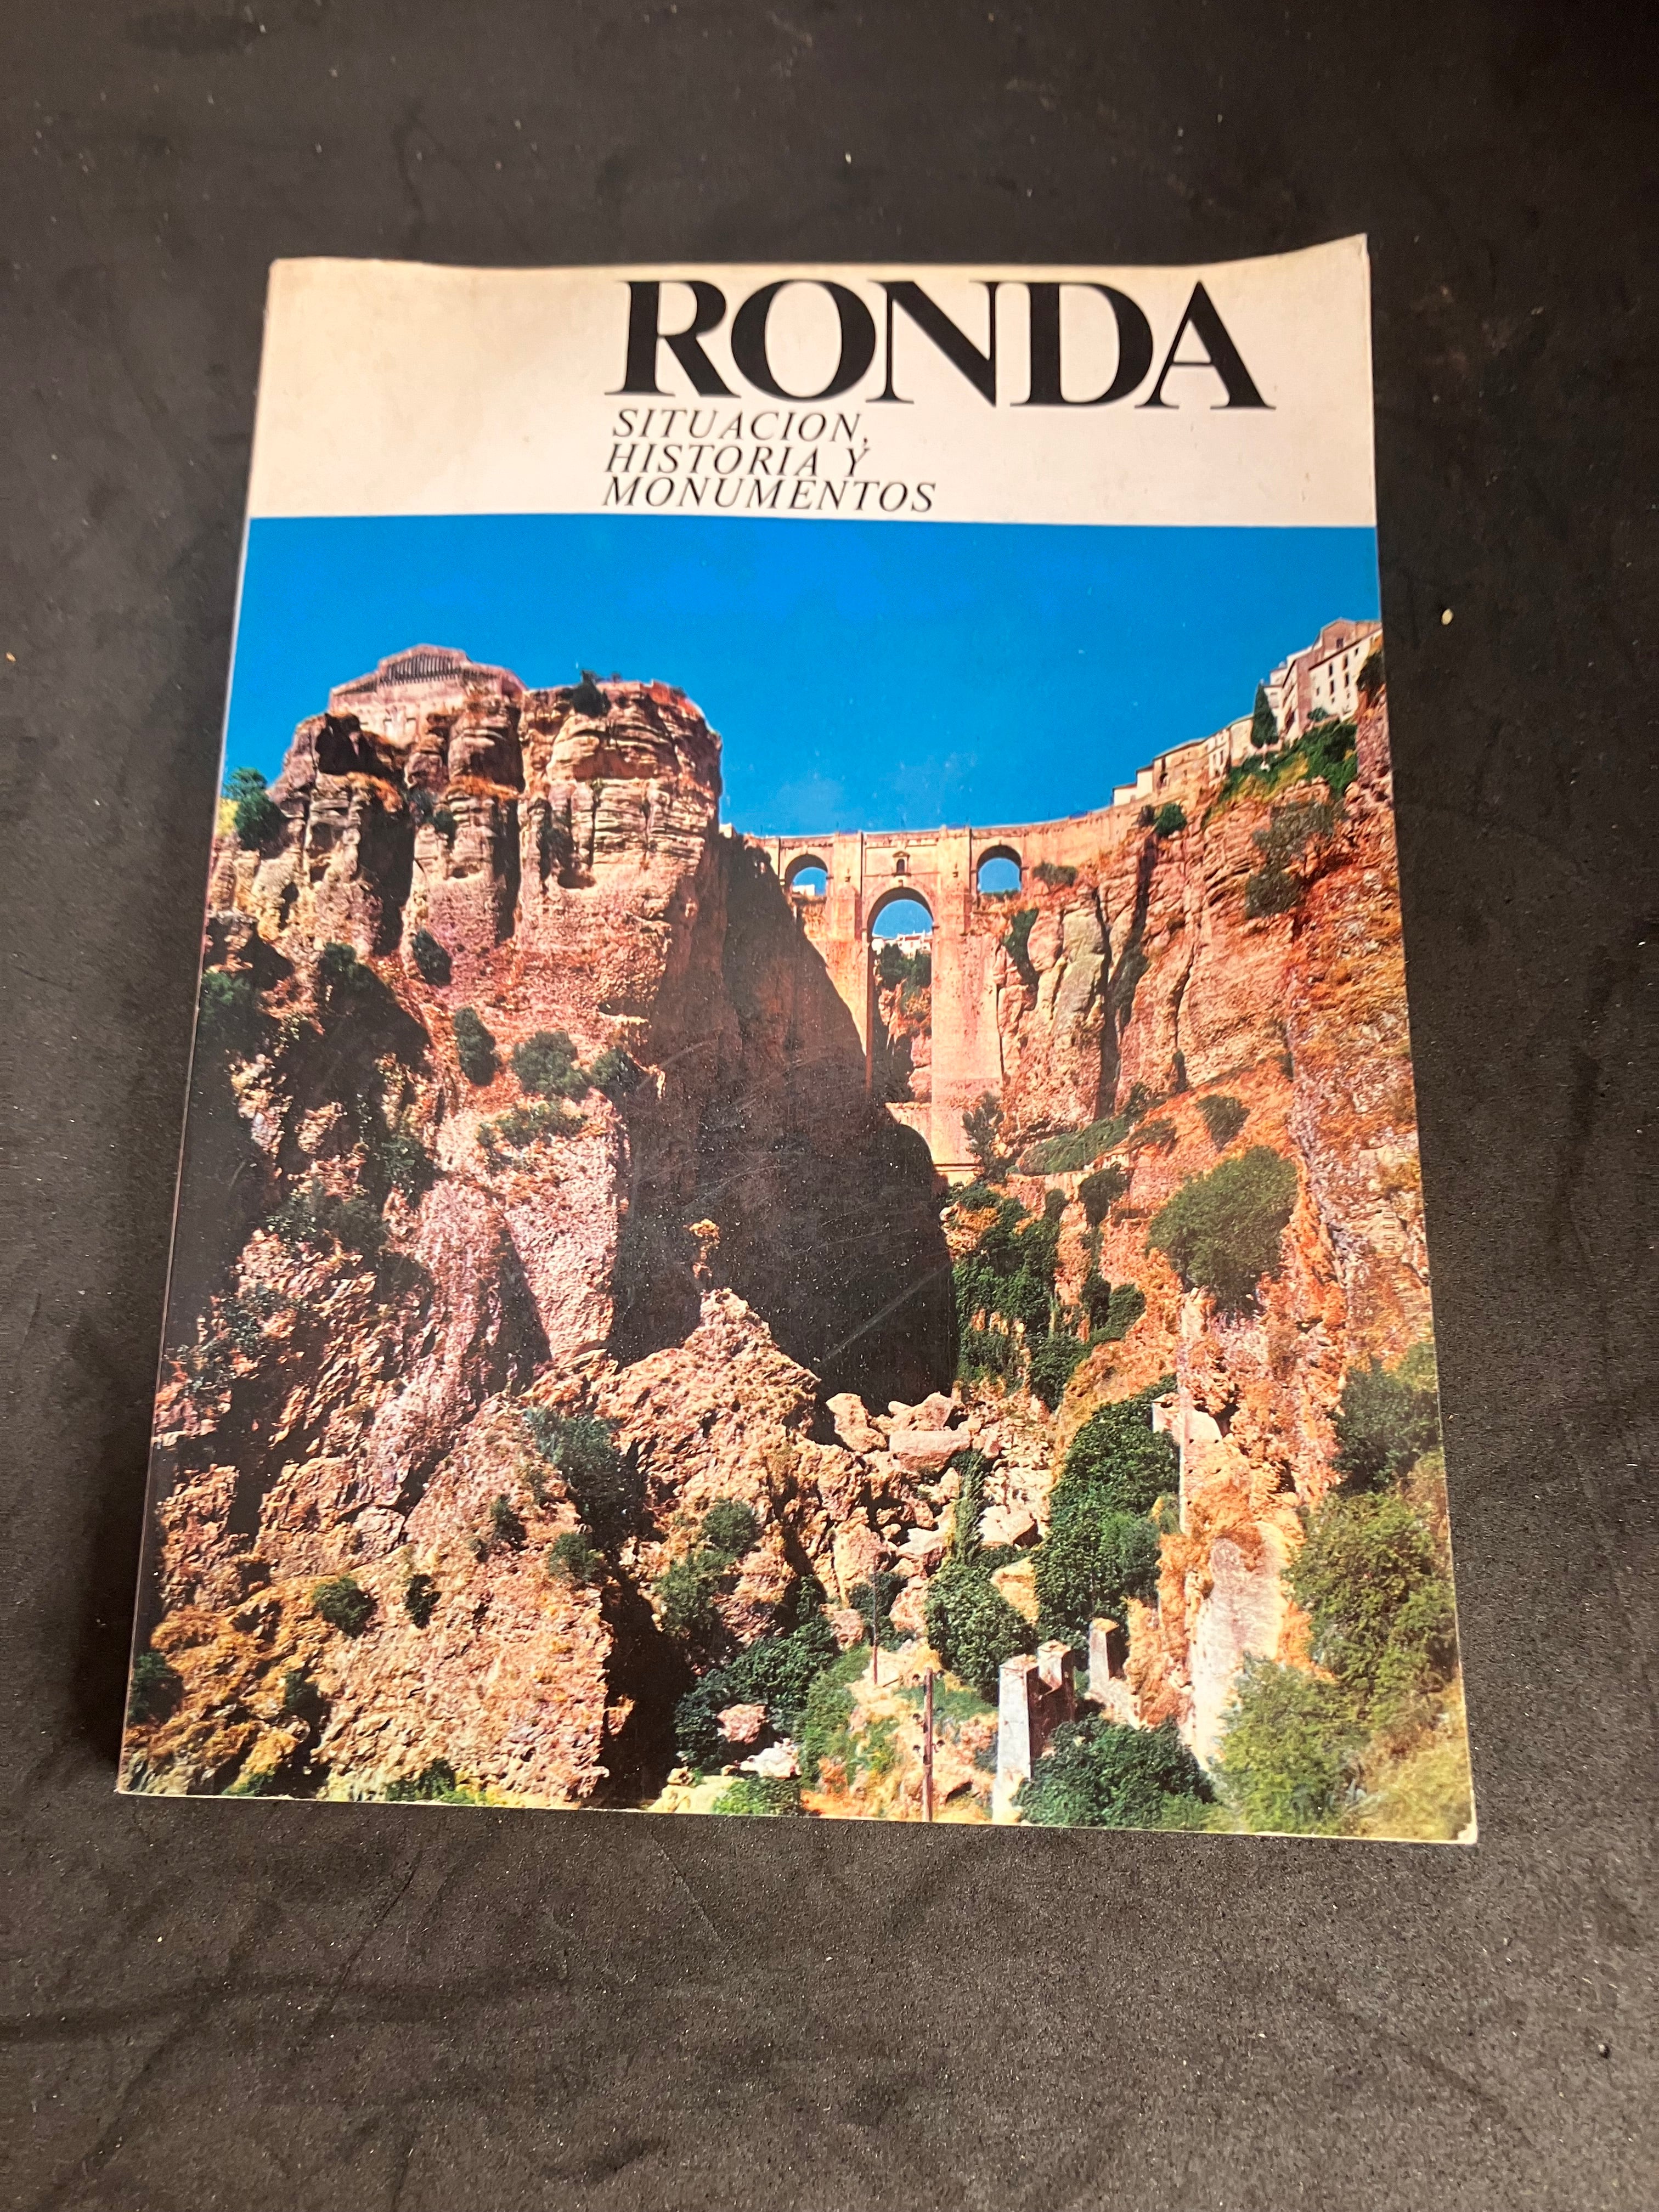 RONDA
SITUACION,
HISTORIA Y
MONUMENTOS